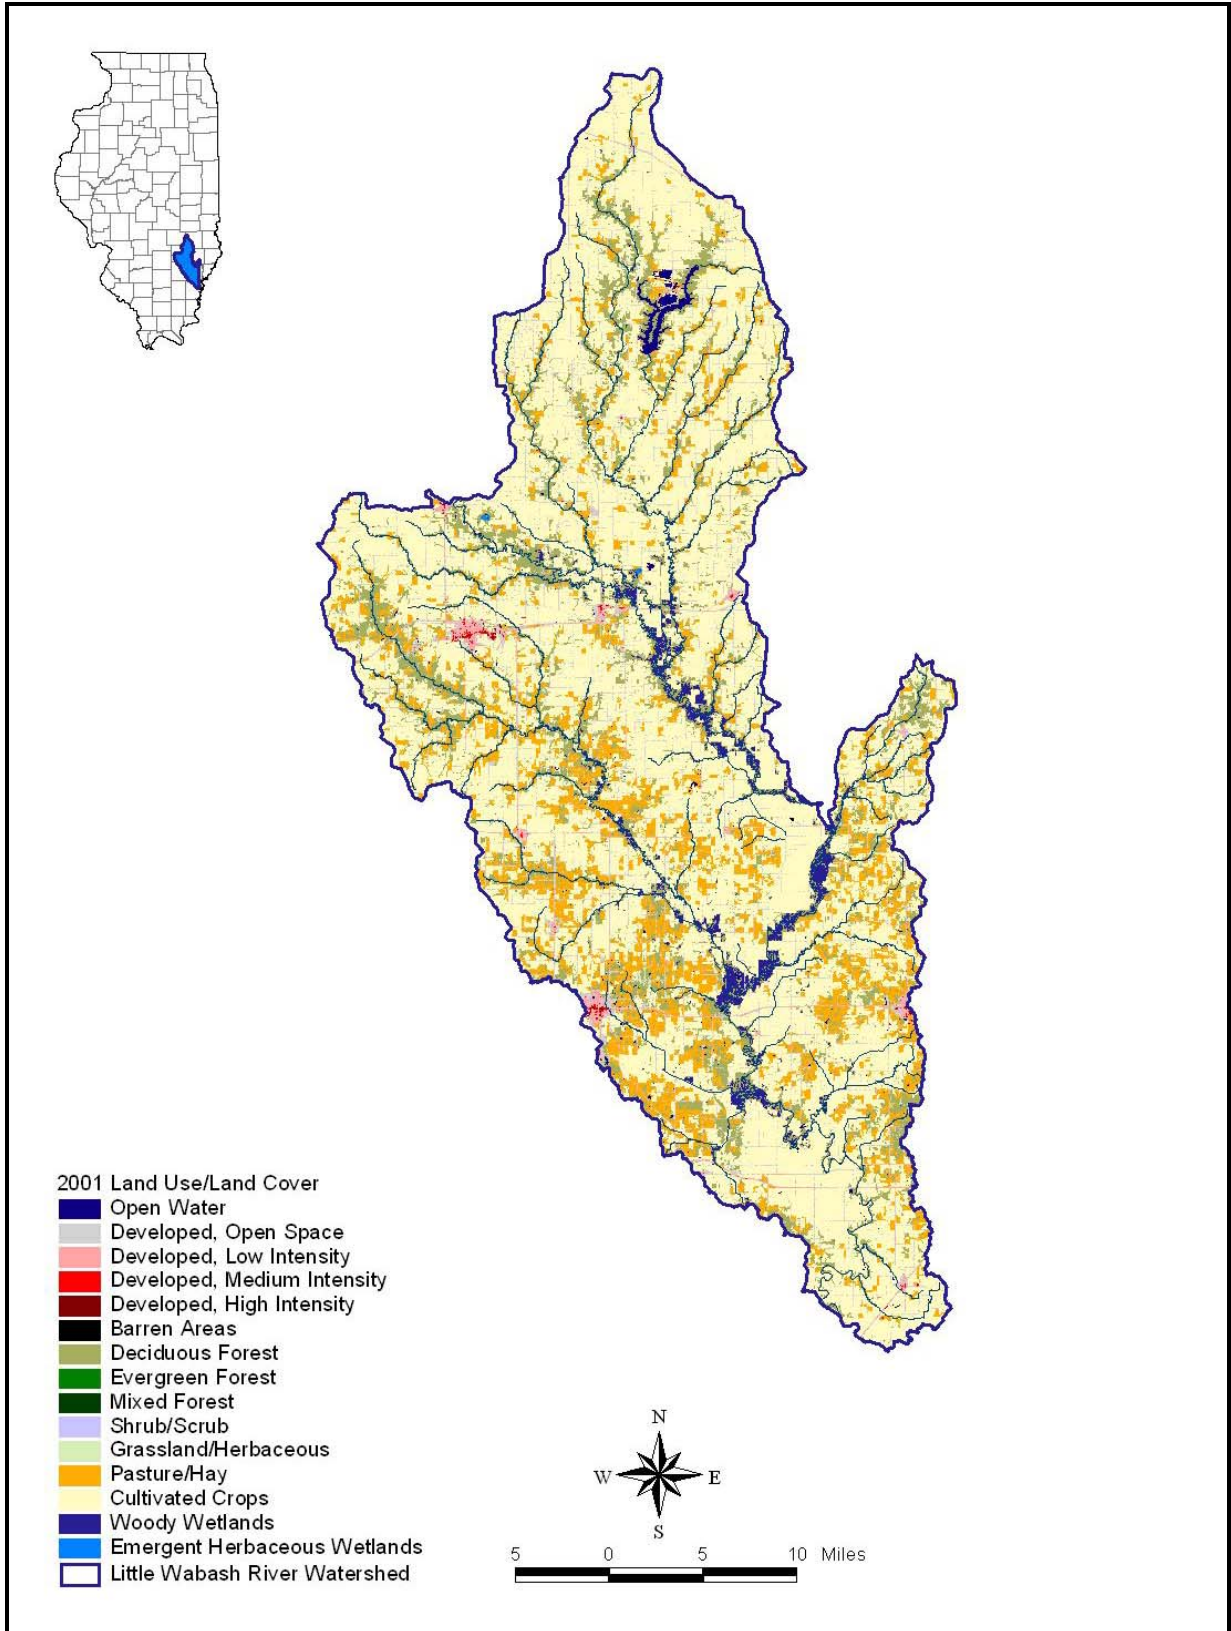 2001 Land Use/Land Cover
Open Water
Developed, Open Space
Developed, Low Intensity
Developed, Medium Intensity
Developed, High Intensity
Barren Areas
Deciduous Forest
Evergreen Forest
Mixed Forest
Shrub/Scrub
Grassland/Herbaceous
Pasture/Hay
Cultivated Crops
Woody Wetlands
Emergent Herbaceous Wetlands
Little Wabash River Watershed
N
W E
S
5 0 5 10 Miles